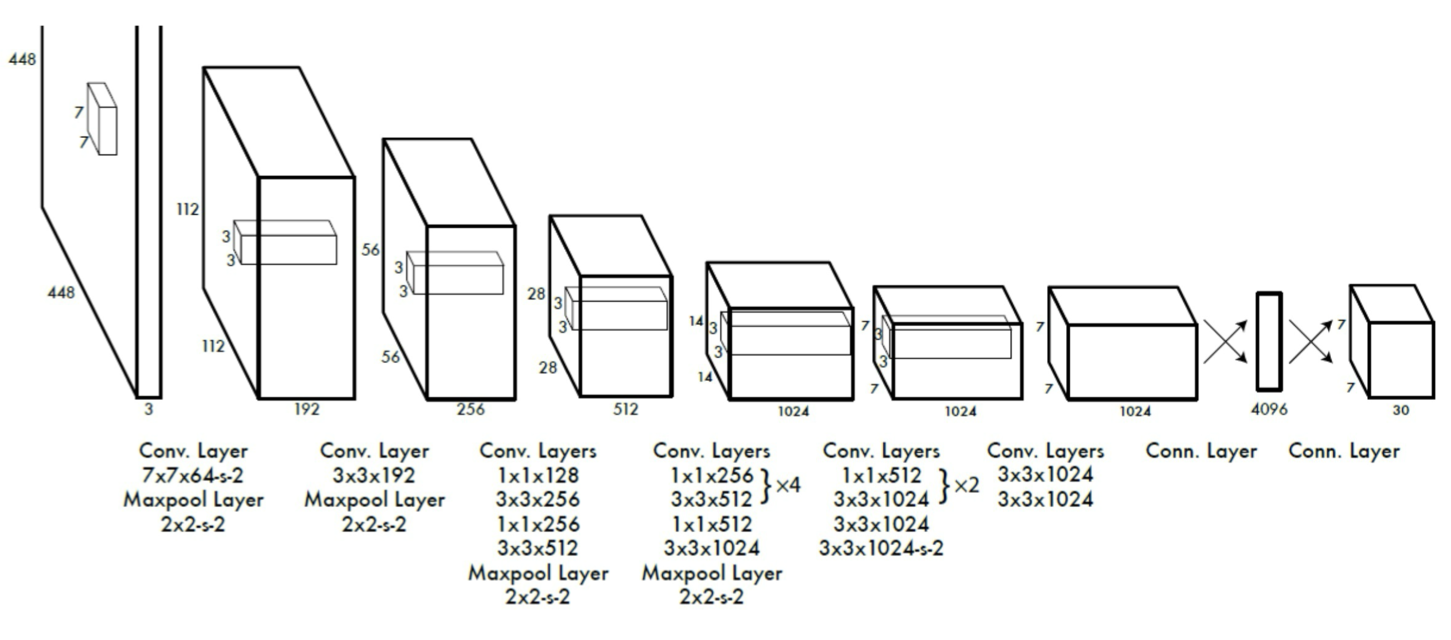 448
7
7
448
3
112
3
3
112
192
56
3
3
56
256
28
3
3
28
512
14
3
3
14
1024
7
3
3
7
1024
7
7
1024
4096
7
7
30
Conv. Layer
7x7x64-s-2
Maxpool Layer
2x2-s-2
Conv. Layer
3x3x192
Maxpool Layer
2x2-s-2
Conv. Layers
1x1x128
3x3x256
1x1x256
3x3x512
Maxpool Layer
2x2-s-2
Conv. Layers
1x1x256
3x3x512
}×4
1x1x512
3x3x1024
Maxpool Layer
2x2-s-2
Conv. Layers
1x1x512
3x3x1024
}×2
3x3x1024
3x3x1024-s-2
Conv. Layers
3x3x1024
3x3x1024
Conn. Layer
Conn. Layer